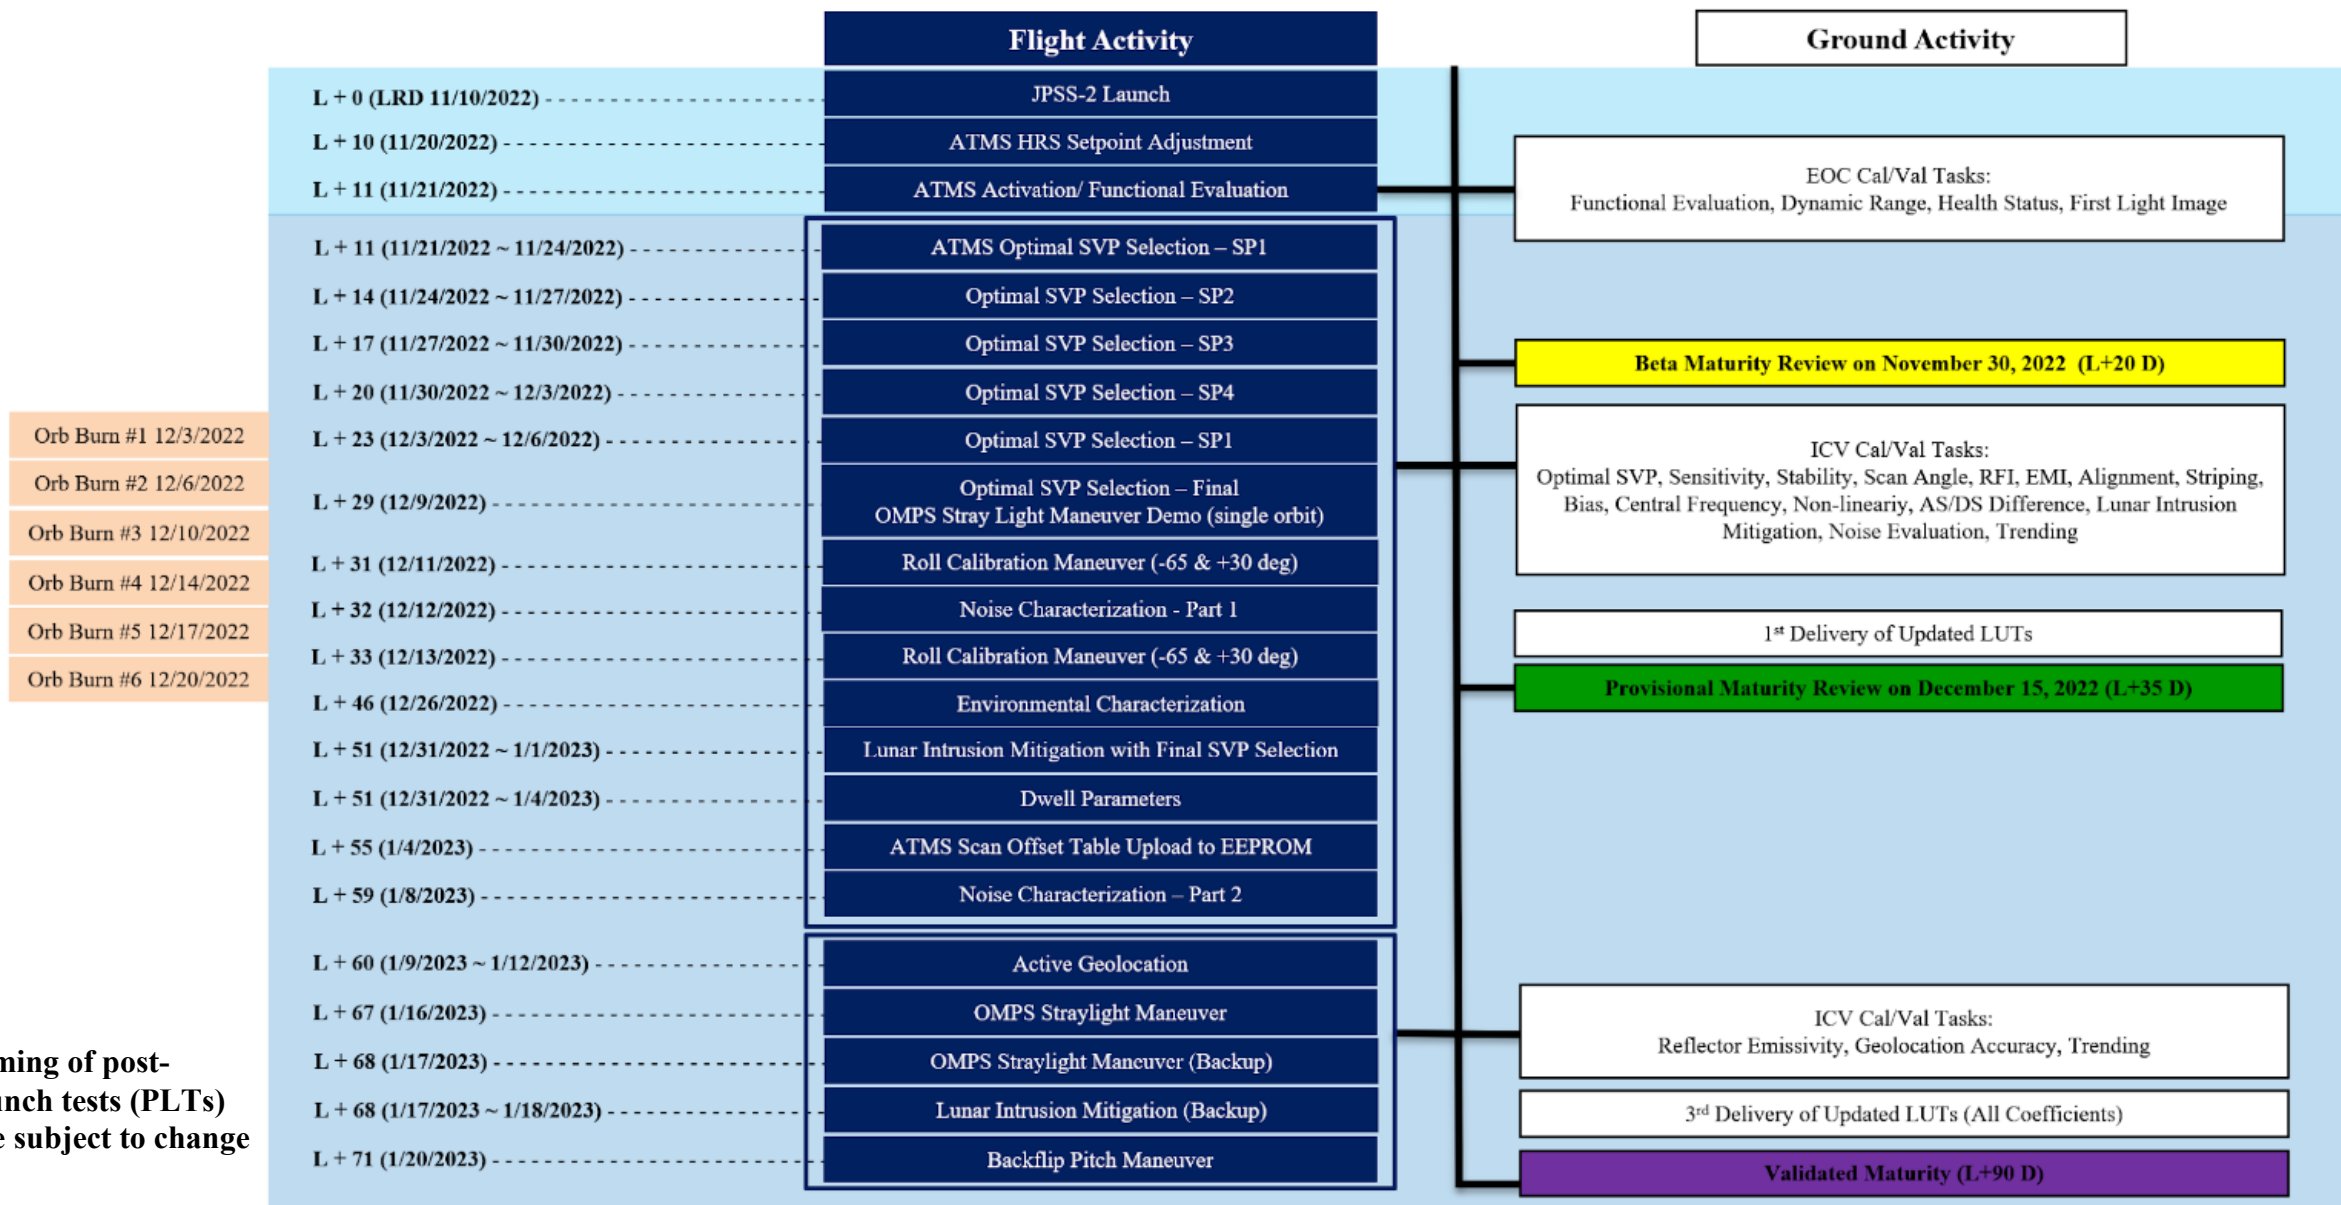 Flight Activity
Ground Activity
L + 0 (LRD 11/10/2022)
JPSS-2 Launch
L + 10 (11/20/2022)
ATMS HRS Setpoint Adjustment
L + 11 (11/21/2022)
ATMS Activation/ Functional Evaluation
EOC Cal/Val Tasks:
Functional Evaluation, Dynamic Range, Health Status, First Light Image
L + 11 (11/21/2022 ~ 11/24/2022)
ATMS Optimal SVP Selection – SP1
L + 14 (11/24/2022 ~ 11/27/2022)
Optimal SVP Selection – SP2
L + 17 (11/27/2022 ~ 11/30/2022)
Optimal SVP Selection – SP3
Beta Maturity Review on November 30, 2022 (L+20 D)
L + 20 (11/30/2022 ~ 12/3/2022)
Optimal SVP Selection – SP4
Orb Burn #1 12/3/2022
L + 23 (12/3/2022 ~ 12/6/2022)
Optimal SVP Selection – SP1
ICV Cal/Val Tasks:
Optimal SVP, Sensitivity, Stability, Scan Angle, RFI, EMI, Alignment, Striping,
Bias, Central Frequency, Non-lineariy, AS/DS Difference, Lunar Intrusion
Mitigation, Noise Evaluation, Trending
Orb Burn #2 12/6/2022
L + 29 (12/9/2022)
Optimal SVP Selection – Final
OMPS Stray Light Maneuver Demo (single orbit)
Orb Burn #3 12/10/2022
L + 31 (12/11/2022)
Roll Calibration Maneuver (-65 & +30 deg)
Orb Burn #4 12/14/2022
L + 32 (12/12/2022)
Noise Characterization - Part 1
Orb Burn #5 12/17/2022
1st Delivery of Updated LUTs
L + 33 (12/13/2022)
Roll Calibration Maneuver (-65 & +30 deg)
Orb Burn #6 12/20/2022
Provisional Maturity Review on December 15, 2022 (L+35 D)
L + 46 (12/26/2022)
Environmental Characterization
L + 51 (12/31/2022 ~ 1/1/2023)
Lunar Intrusion Mitigation with Final SVP Selection
L + 51 (12/31/2022 ~ 1/4/2023)
Dwell Parameters
L + 55 (1/4/2023)
ATMS Scan Offset Table Upload to EEPROM
L + 59 (1/8/2023)
Noise Characterization – Part 2
L + 60 (1/9/2023 ~ 1/12/2023)
Active Geolocation
L + 67 (1/16/2023)
OMPS Straylight Maneuver
ICV Cal/Val Tasks:
Reflector Emissivity, Geolocation Accuracy, Trending
L + 68 (1/17/2023)
OMPS Straylight Maneuver (Backup)
L + 68 (1/17/2023 ~ 1/18/2023)
Lunar Intrusion Mitigation (Backup)
3rd Delivery of Updated LUTs (All Coefficients)
L + 71 (1/20/2023)
Backflip Pitch Maneuver
Validated Maturity (L+90 D)
of post-
tests (PLTs)
subject to change